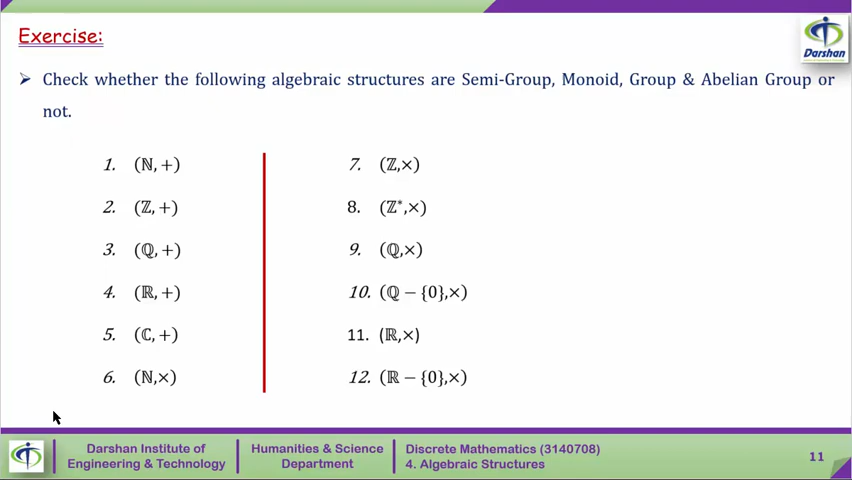 Exercise:
Darshan
➢ Check whether the following algebraic structures are Semi-Group, Monoid, Group & Abelian Group or
not.
1. (ℕ, +)
2. (ℤ, +)
3. (ℚ, +)
4. (ℝ, +)
5. (ℂ, +)
6. (ℕ,×)
7. (ℤ,×)
8. (ℤ*,×)
9. (ℚ,×)
10. (ℚ − {0},×)
11. (ℝ,×)
12. (ℝ − {0},×)
Darshan Institute of
Engineering & Technology
Humanities & Science
Department
Discrete Mathematics (3140708)
4. Algebraic Structures
11